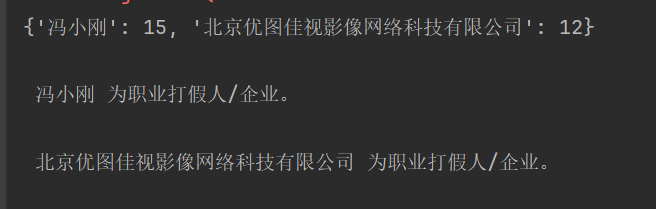 {'冯小刚': 15, '北京优图佳视影像网络科技有限公司': 12}
冯小刚 为职业打假人/企业。
北京优图佳视影像网络科技有限公司 为职业打假人/企业。